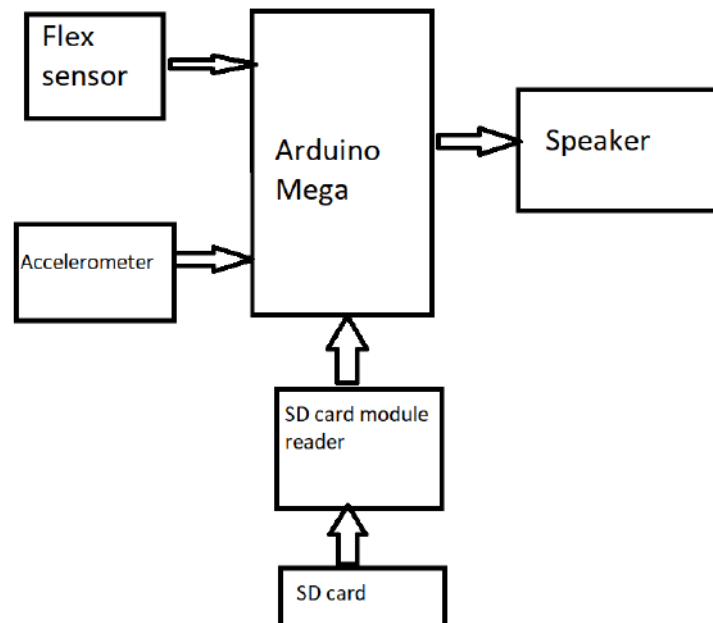 Flex
sensor
Arduino
Mega
Speaker
Accelerometer
SD card module
reader
SD card